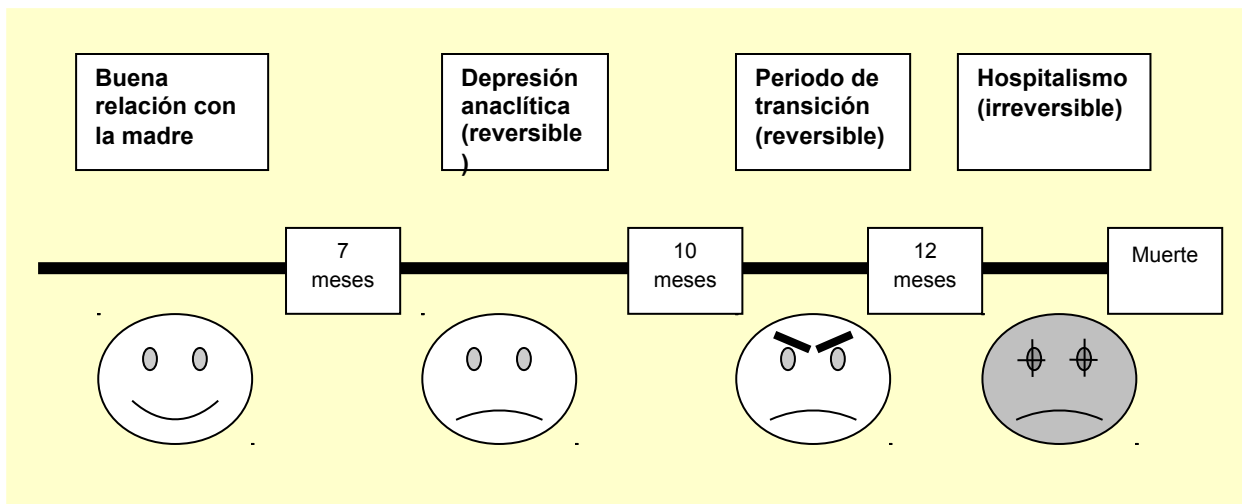 Buena
relación con
la madre
Depresión
anaclítica
(reversible
)
Periodo de
transición
(reversible)
Hospitalismo
(irreversible)
7
meses
10
meses
12
meses
Muerte